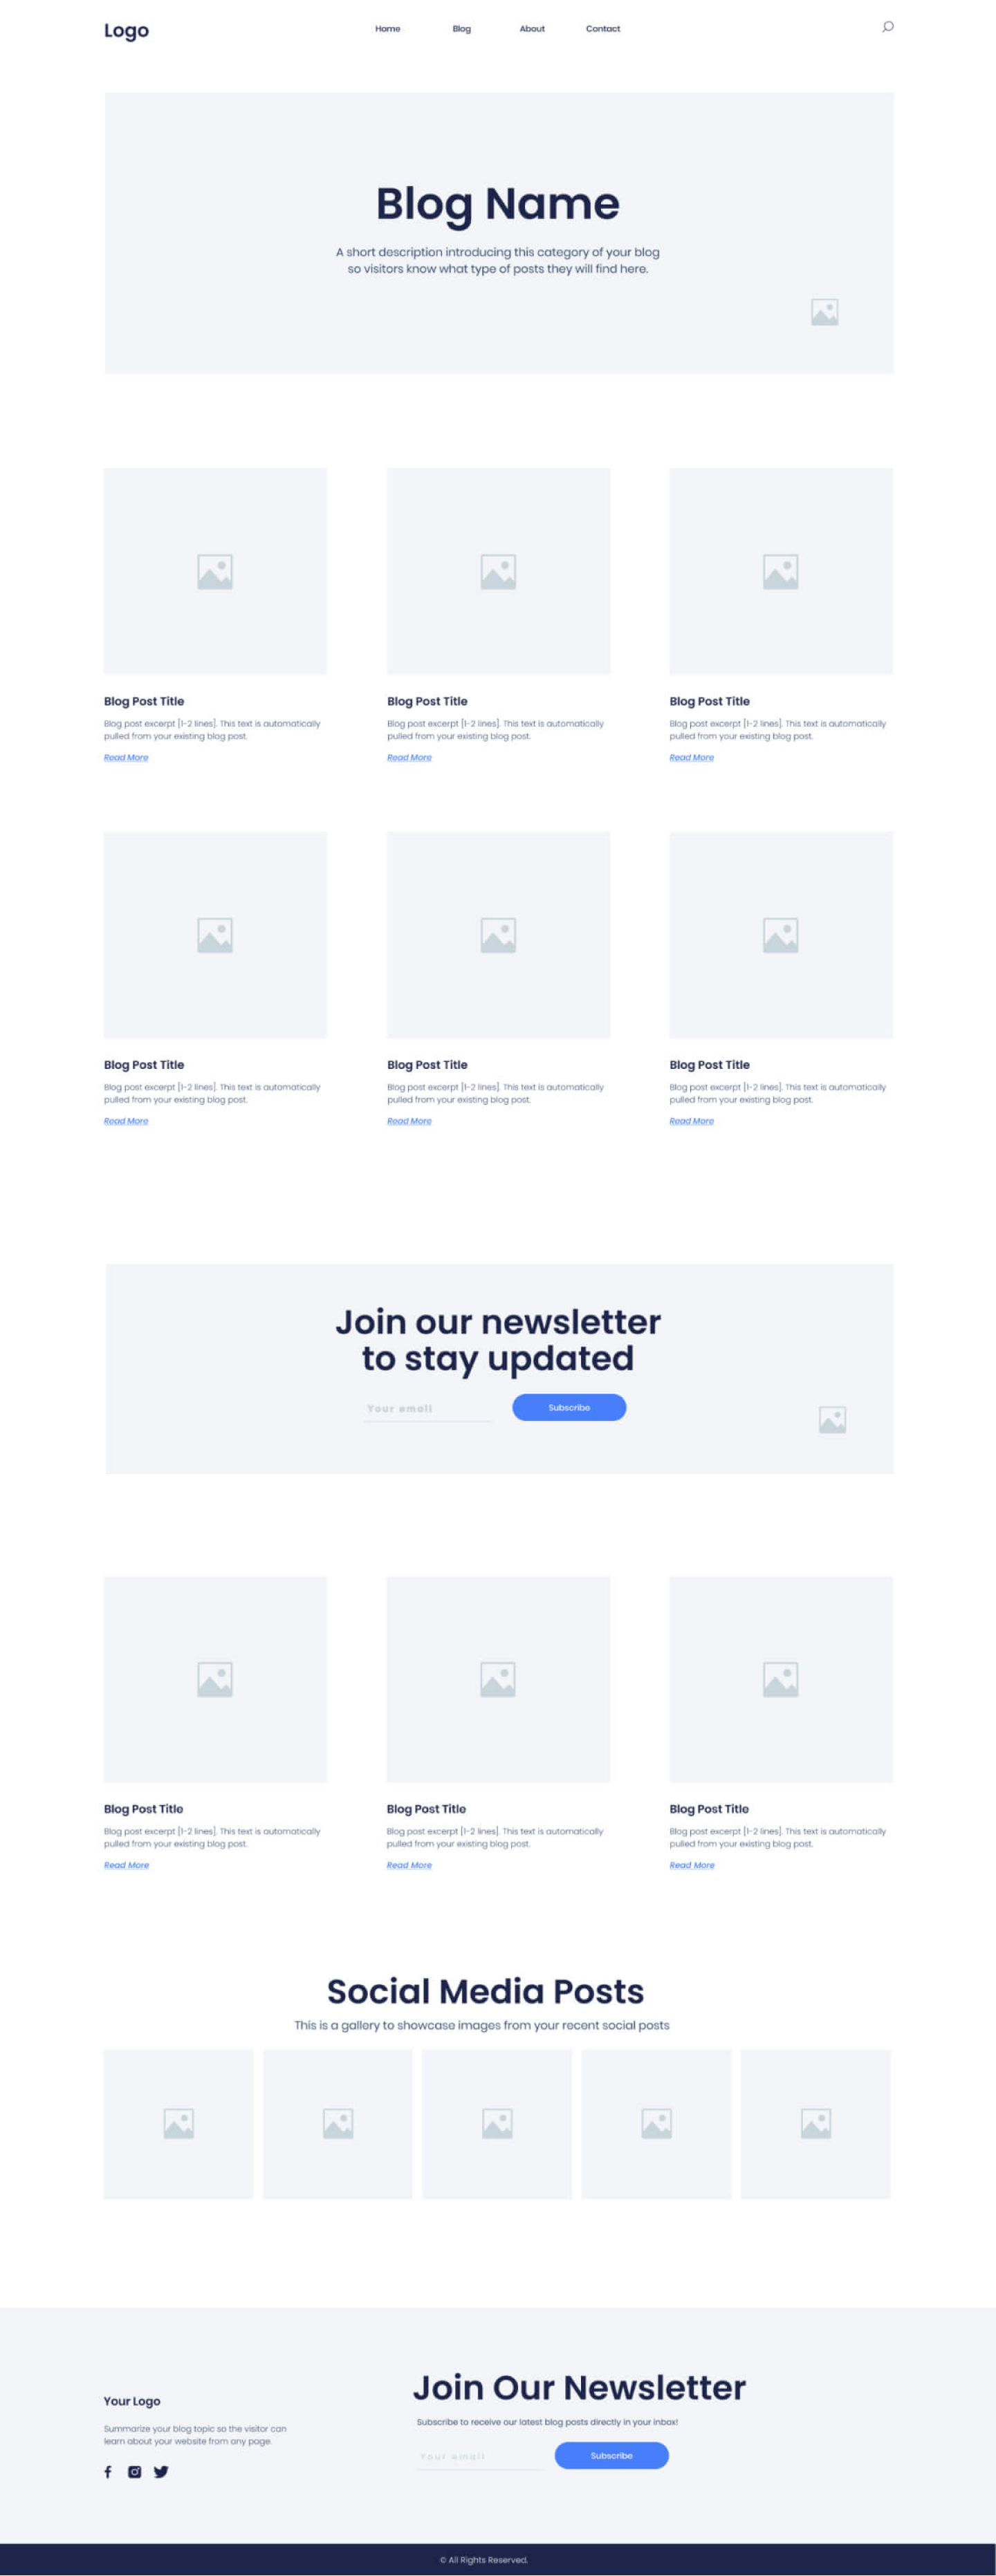 Logo
Home Blog About Contact
Blog Name
A short description introducing this category of your blog
so visitors know what type of posts they will find here.
Blog Post Title
Blog post excerpt [1-2 lines]. This text is automatically
pulled from your existing blog post.
Read More
Blog Post Title
Blog post excerpt [1-2 lines]. This text is automatically
pulled from your existing blog post.
Read More
Blog Post Title
Blog post excerpt [1-2 lines]. This text is automatically
pulled from your existing blog post.
Read More
Blog Post Title
Blog post excerpt [1-2 lines]. This text is automatically
pulled from your existing blog post.
Read More
Blog Post Title
Blog post excerpt [1-2 lines]. This text is automatically
pulled from your existing blog post.
Read More
Blog Post Title
Blog post excerpt [1-2 lines]. This text is automatically
pulled from your existing blog post.
Read More
Join our newsletter
to stay updated
Your email
Subscribe
Blog Post Title
Blog post excerpt [1-2 lines]. This text is automatically
pulled from your existing blog post.
Read More
Blog Post Title
Blog post excerpt [1-2 lines]. This text is automatically
pulled from your existing blog post.
Read More
Blog Post Title
Blog post excerpt [1-2 lines]. This text is automatically
pulled from your existing blog post.
Read More
Social Media Posts
This is a gallery to showcase images from your recent social posts
Your Logo
Summarize your blog topic so the visitor can
learn about your website from any page.
Join Our Newsletter
Subscribe to receive our latest blog posts directly in your inbox!
Your email
Subscribe
© All Rights Reserved.